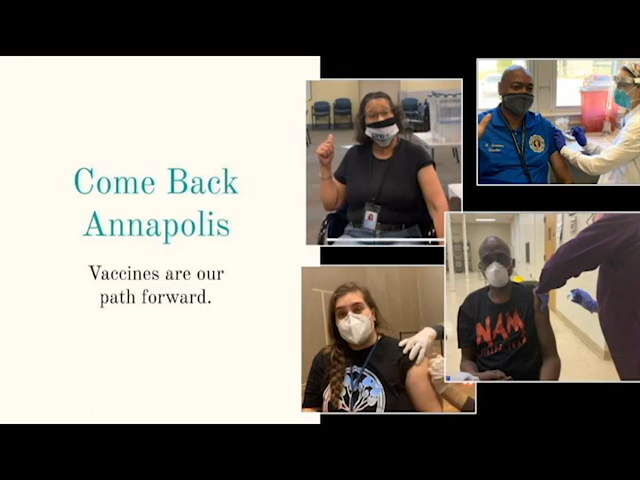 Come Back
Annapolis
Vaccines are our
path forward.
NAM